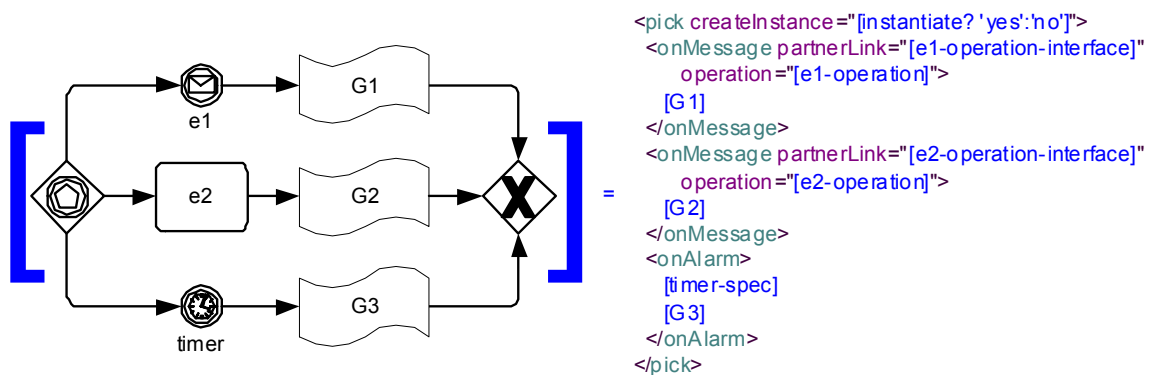 G1
e1
e2
G2
G3
timer
=
<pick createInstance="[instantiate? 'yes':'no']">
<onMessage partnerLink="[e1-operation-interface]"
operation="[e1-operation]">
[G1]
</onMessage>
<onMessage partnerLink="[e2-operation-interface]"
operation="[e2-operation]">
[G2]
</onMessage>
<onAlarm>
[timer-spec]
[G3]
</onAlarm>
</pick>